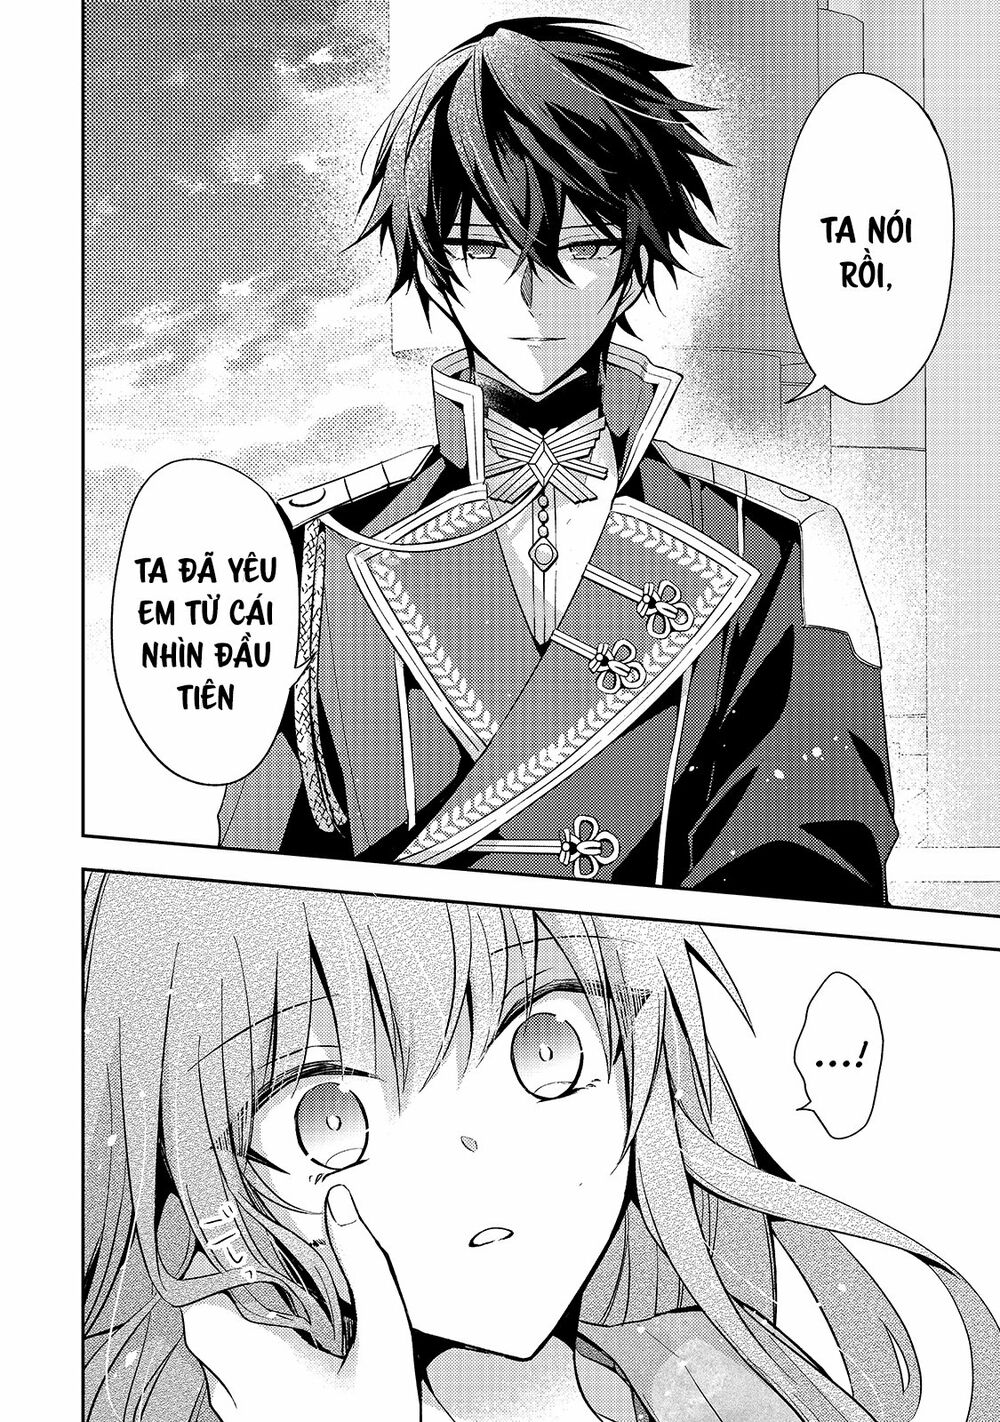 TA NÓI
RỒI,
TA ĐÃ YÊU
EM TỪ CÁI
NHÌN ĐẦU
TIÊN
...!